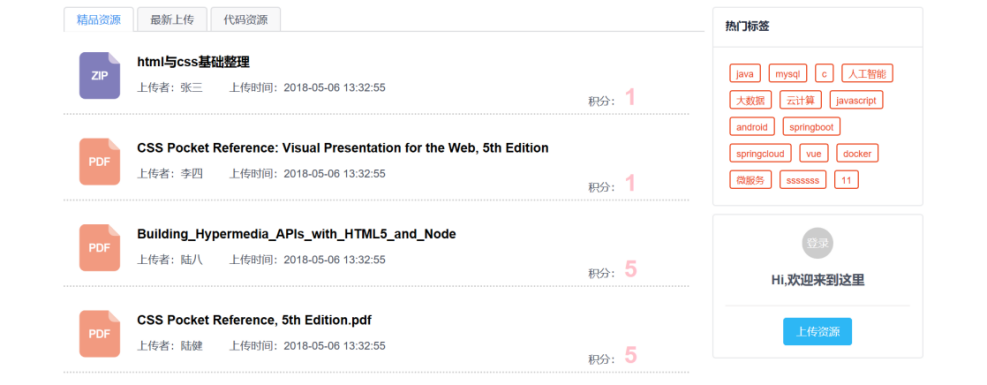 精品资源 最新上传 代码资源
ZIP
html与css基础整理
上传者：张三 上传时间：2018-05-06 13:32:55
积分：1
PDF
CSS Pocket Reference: Visual Presentation for the Web, 5th Edition
上传者：李四 上传时间：2018-05-06 13:32:55
积分：1
PDF
Building_Hypermedia_APIs_with_HTML5_and_Node
上传者：陆八 上传时间：2018-05-06 13:32:55
积分：5
PDF
CSS Pocket Reference, 5th Edition.pdf
上传者：陆健 上传时间：2018-05-06 13:32:55
积分：5
热门标签
java mysql c 人工智能
大数据 云计算 javascript
android springboot
springcloud vue docker
微服务 sssssss 11
登录
Hi,欢迎来到这里
上传资源